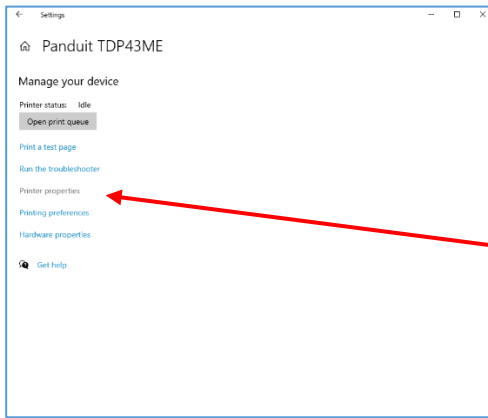 Settings
Panduit TDP43ME
Manage your device
Printer status: Idle
Open print queue
Print a test page
Run the troubleshooter
Printer properties
Printing preferences
Hardware properties
Get help